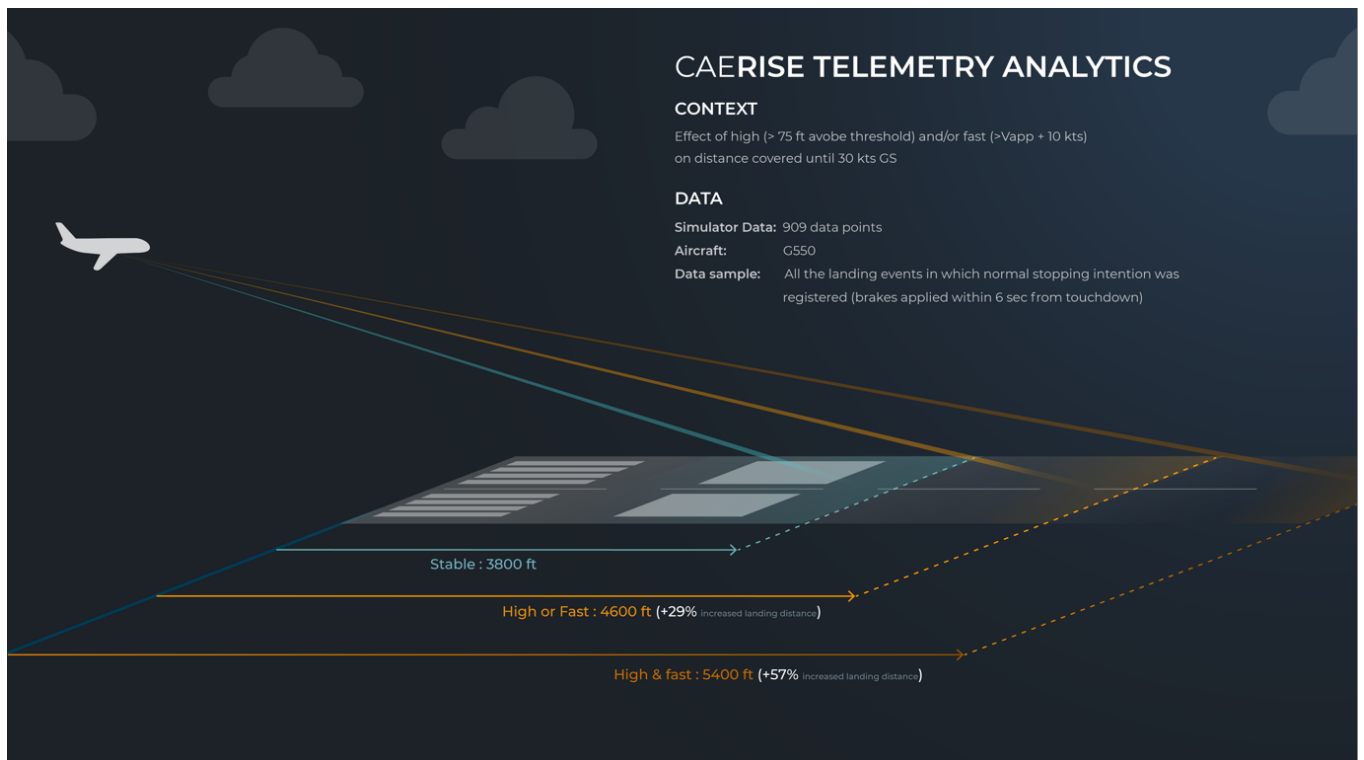 CAERISE TELEMETRY ANALYTICS
CONTEXT
Effect of high (> 75 ft avobe threshold) and/or fast (>Vapp + 10 kts)
on distance covered until 30 kts GS
DATA
Simulator Data: 909 data points
Aircraft: G550
Data sample: All the landing events in which normal stopping intention was
registered (brakes applied within 6 sec from touchdown)
Stable : 3800 ft
High or Fast : 4600 ft (+29% increased landing distance)
High & fast : 5400 ft (+57% increased landing distance)